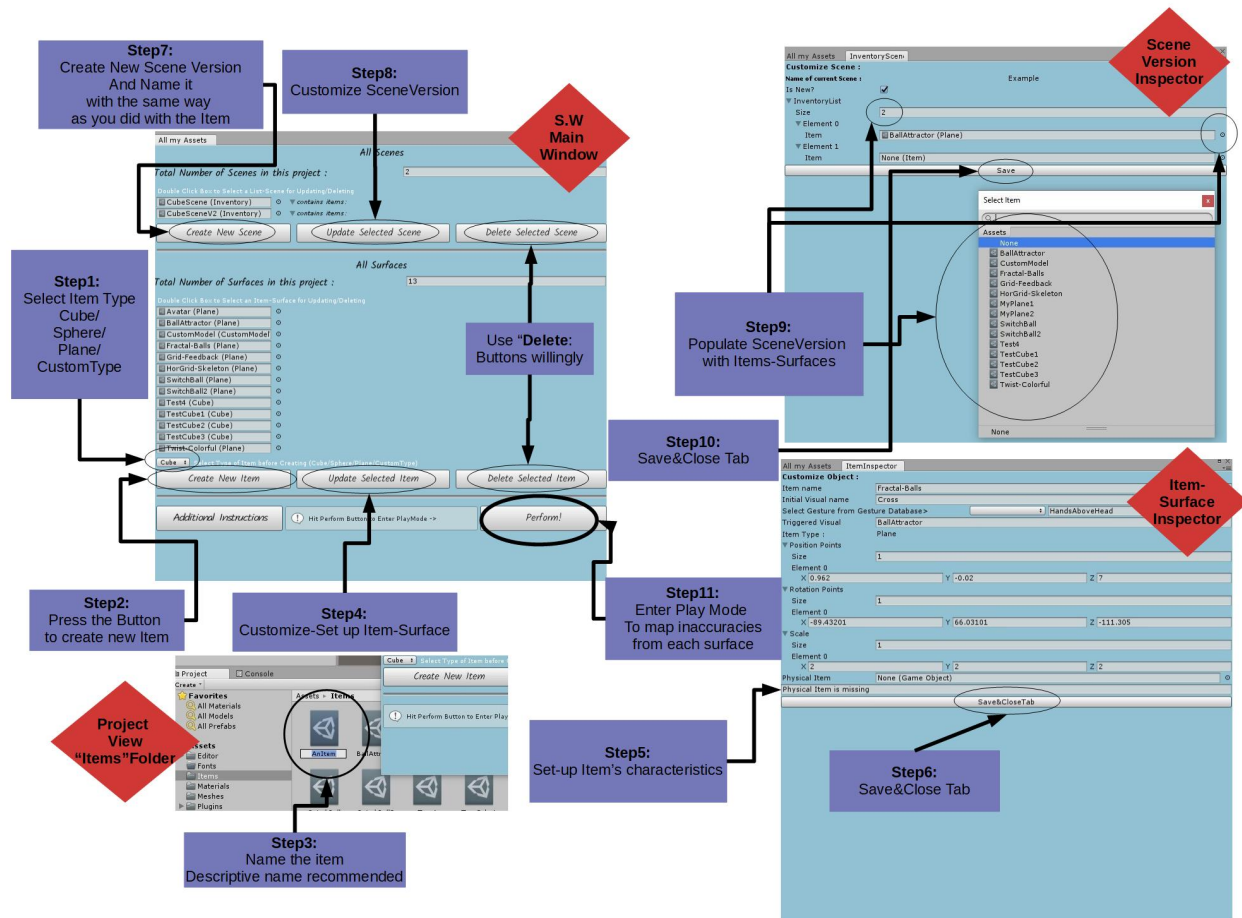 Step7:
Create New Scene Version
And Name it
with the same way
as you did with the Item
Step8:
Customize SceneVersion
S.W
Main
Window
All my Assets
All Scenes
Total Number of Scenes in this project :
2
Double Click Box to Select a List-Scene for Updating/Deleting
CubeScene (Inventory)
contains items:
CubeSceneV2 (Inventory)
contains items:
Create New Scene
Update Selected Scene
Delete Selected Scene
All Surfaces
Total Number of Surfaces in this project :
13
Double Click Box to Select an Item-Surface for Updating/Deleting
Avatar (Plane)
BallAttractor (Plane)
CustomModel (CustomModel
Fractal-Balls (Plane)
Grid-Feedback (Plane)
HorGrid-Skeleton (Plane)
SwitchBall (Plane)
SwitchBall2 (Plane)
Test4 (Cube)
TestCube1 (Cube)
TestCube2 (Cube)
TestCube3 (Cube)
Twist-Colorful (Plane)
Cube
Select Type of Item before Creating (Cube/Sphere/Plane/CustomType)
Create New Item
Update Selected Item
Delete Selected Item
Additional Instructions
Hit Perform Button to Enter PlayMode ->
Perform!
Step1:
Select Item Type
Cube/
Sphere/
Plane/
CustomType
Use “Delete:
Buttons willingly
Step2:
Press the Button
to create new Item
Step4:
Customize-Set up Item-Surface
Step11:
Enter Play Mode
To map inaccuracies
from each surface
Project
View
“Items”Folder
Project
Console
Create
Favorites
All Materials
All Models
All Prefabs
Assets
Editor
Fonts
Items
Materials
Meshes
Plugins
Assets
Items
AnItem
BallAttr
Cube
Select Type of Item before
Create New Item
Hit Perform Button to Enter Play
Step3:
Name the item
Descriptive name recommended
Scene
Version
Inspector
All my Assets
InventoryScen
Customize Scene :
Name of current Scene :
Example
Is New?
InventoryList
Size
2
Element 0
Item
BallAttractor (Plane)
Element 1
Item
None (Item)
Save
Select Item
x
Assets
None
BallAttractor
CustomModel
Fractal-Balls
Grid-Feedback
HorGrid-Skeleton
MyPlane1
MyPlane2
SwitchBall
SwitchBall2
Test4
TestCube1
TestCube2
TestCube3
Twist-Colorful
None
Step9:
Populate SceneVersion
with Items-Surfaces
Step10:
Save&Close Tab
Item-
Surface
Inspector
All my Assets
ItemInspector
Customize Object :
Item name
Fractal-Balls
Initial Visual name
Cross
Select Gesture from Gesture Database>
HandsAboveHead
Triggered Visual
BallAttractor
Item Type :
Plane
Position Points
Size
1
Element 0
X 0.962
Y -0.02
Z 7
Rotation Points
Size
1
Element 0
X -89.43201
Y 66.03101
Z -111.305
Scale
Size
1
Element 0
X 2
Y 2
Z 2
Physical Item
None (Game Object)
Physical Item is missing
Save&CloseTab
Step5:
Set-up Item's characteristics
Step6:
Save&Close Tab